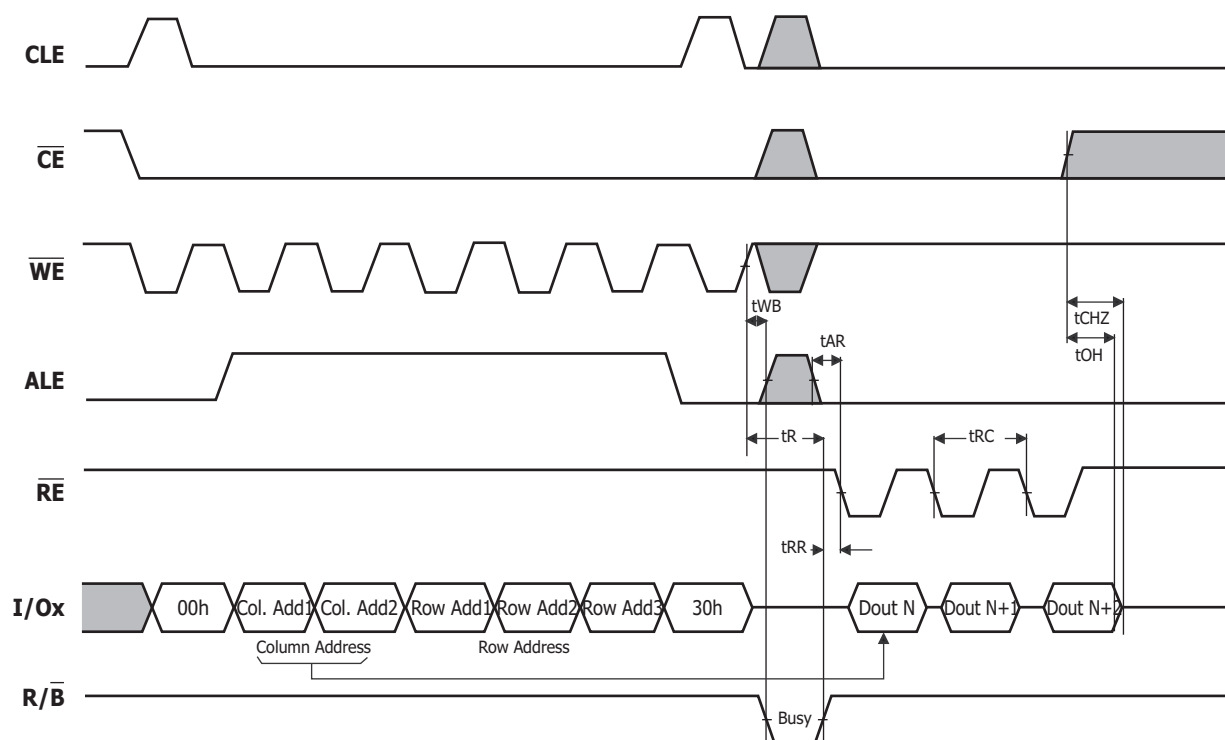 CLE
CE
WE
tWB
tCHZ
tAR
tOH
ALE
tR
tRC
RE
tRR
I/Ox
00h Col. Add1 Col. Add2 Row Add1 Row Add2 Row Add3 30h Dout N Dout N+1 Dout N+2
Column Address Row Address
R/B
Busy